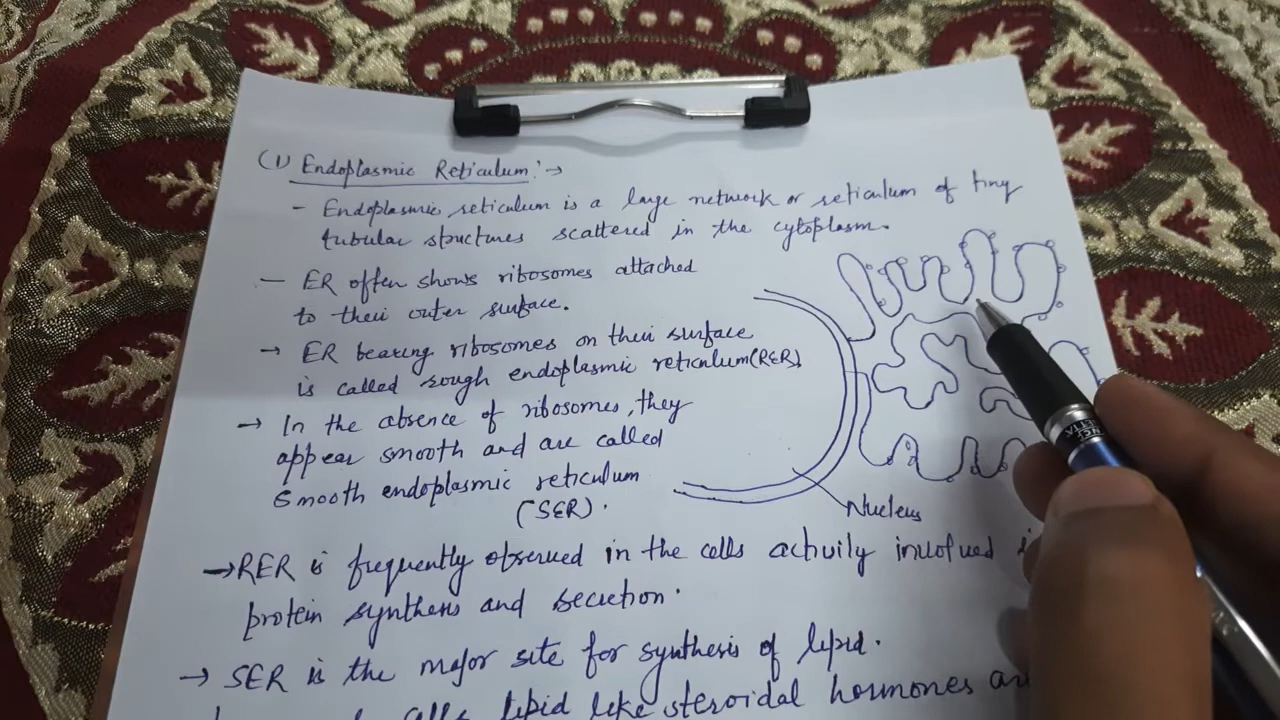 (1) Endoplasmic Reticulum:→
- Endoplasmic reticulum is a large network or reticulum of tiny
tubular structures scattered in the cytoplasm.
- ER often shows ribosomes attached
to their outer surface.
→ ER bearing ribosomes on their surface
is called rough endoplasmic reticulum (RER)
→ In the absence of ribosomes, they
appear smooth and are called
smooth endoplasmic reticulum
(SER).
Nucleus
→ RER is frequently observed in the cells activily involved
protein synthesis and secretion.
→ SER is the major site for synthesis of lipid.
lipid like steroidal hormones